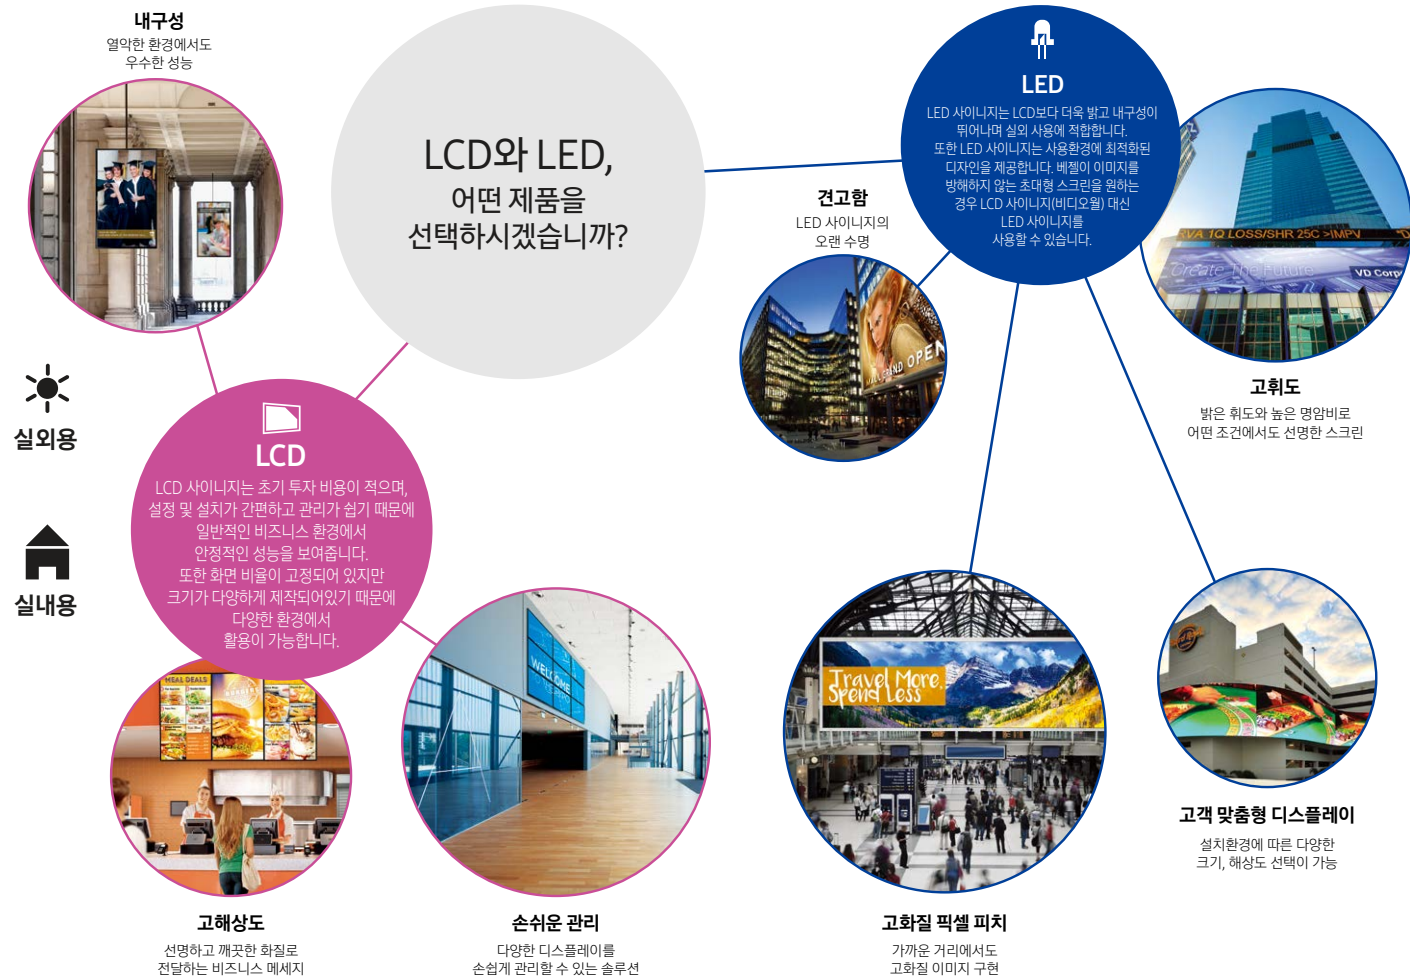 내구성
열악한 환경에서도
우수한 성능
LCD와 LED,
어떤 제품을
선택하시겠습니까?
LED
LED 사이니지는 LCD보다 더욱 밝고 내구성이
뛰어나며 실외 사용에 적합합니다.
또한 LED 사이니지는 사용환경에 최적화된
디자인을 제공합니다. 베젤이 이미지를
방해하지 않는 초대형 스크린을 원하는
경우 LCD 사이니지(비디오월) 대신
LED 사이니지를
사용할 수 있습니다.
견고함
LED 사이니지의
오랜 수명
GRAND OPEN
RVA 1Q LOSS/SHR 25C >IMPV "D
Create The Future
VD Corp
고휘도
밝은 휘도와 높은 명암비로
어떤 조건에서도 선명한 스크린
실외용
실내용
LCD
LCD 사이니지는 초기 투자 비용이 적으며,
설정 및 설치가 간편하고 관리가 쉽기 때문에
일반적인 비즈니스 환경에서
안정적인 성능을 보여줍니다.
또한 화면 비율이 고정되어 있지만
크기가 다양하게 제작되어있기 때문에
다양한 환경에서
활용이 가능합니다.
MEAL DEALS
BURGERS
WELCOME
Travel More,
Spend Less
고해상도
선명하고 깨끗한 화질로
전달하는 비즈니스 메세지
손쉬운 관리
다양한 디스플레이를
손쉽게 관리할 수 있는 솔루션
고화질 픽셀 피치
가까운 거리에서도
고화질 이미지 구현
고객 맞춤형 디스플레이
설치환경에 따른 다양한
크기, 해상도 선택이 가능